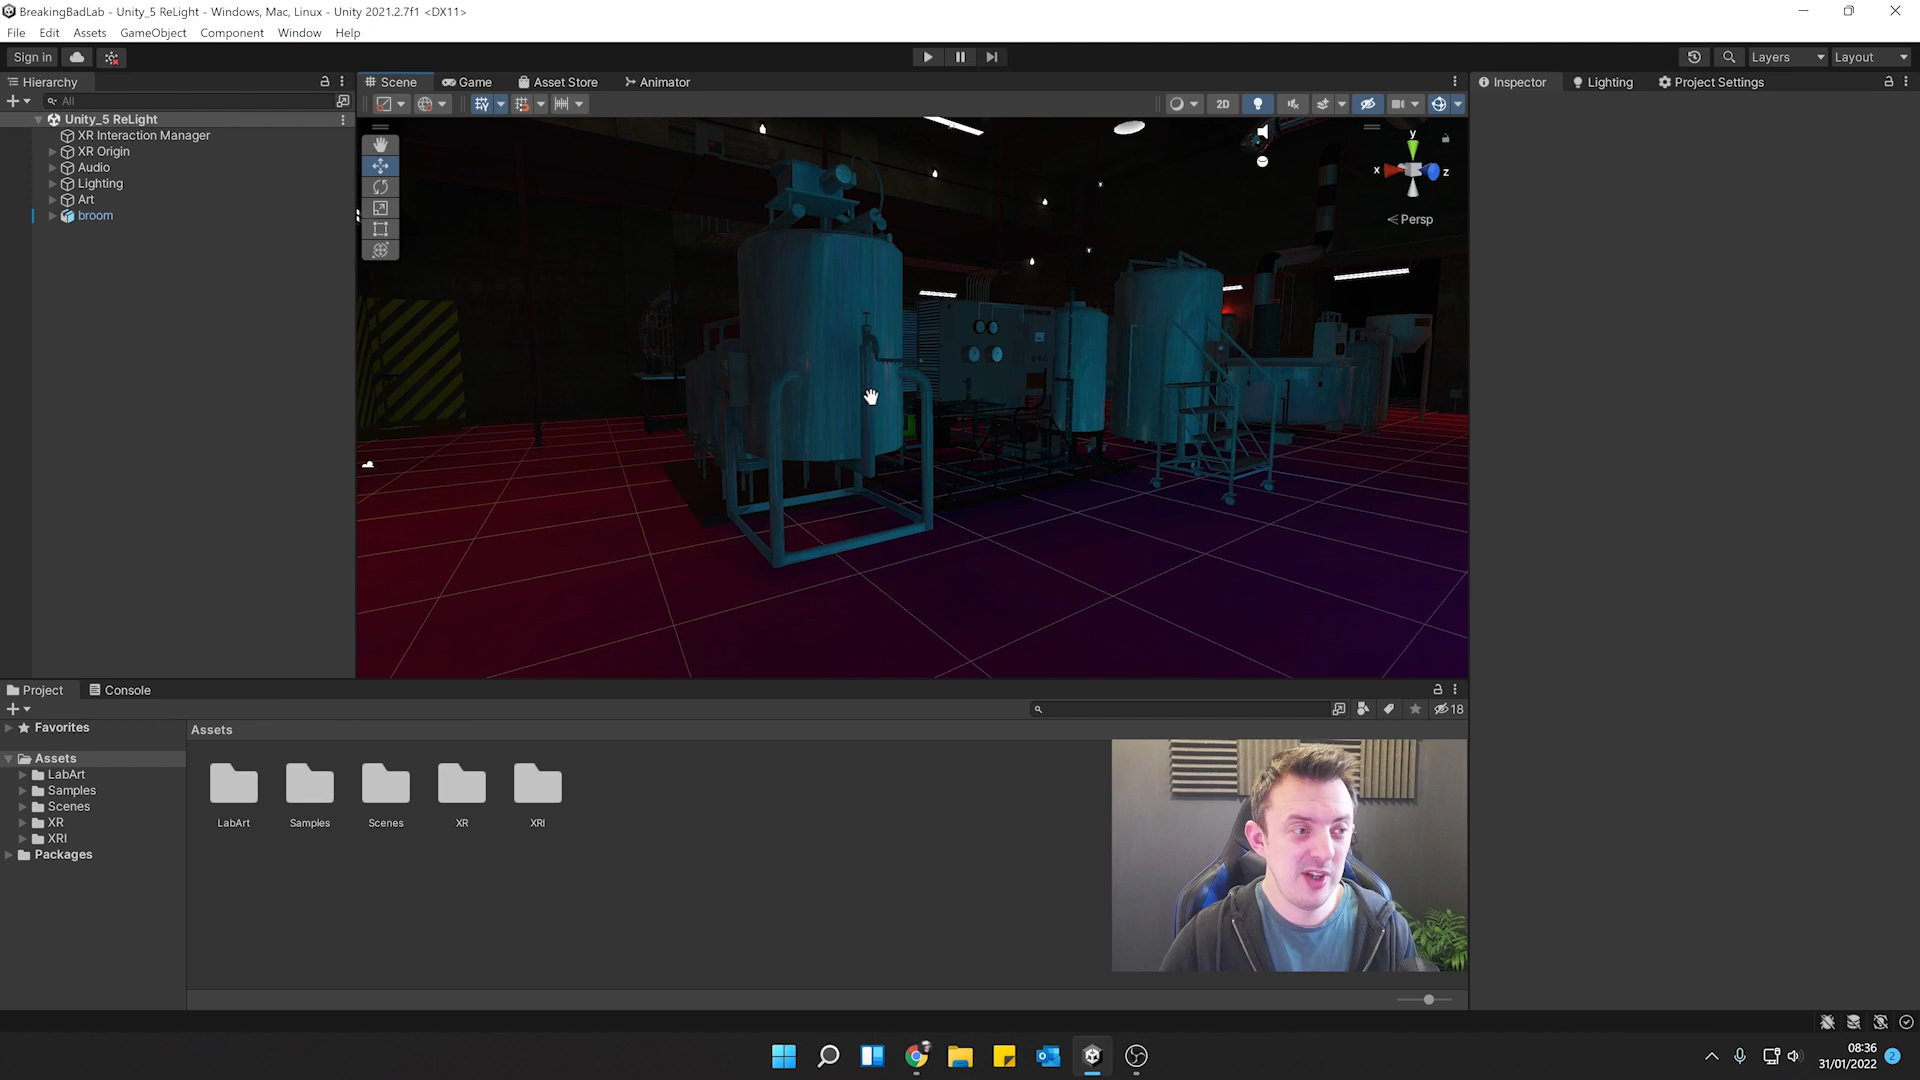 BreakingBadLab - Unity_5 ReLight - Windows, Mac, Linux - Unity 2021.2.7f1 <DX11>
File Edit Assets GameObject Component Window Help
Sign in Layers Layout
Hierarchy Scene Game Asset Store Animator Inspector Lighting Project Settings
All 2D
Unity_5 ReLight
XR Interaction Manager
XR Origin
Audio
Lighting
Art
broom
y
x z
Persp
Project Console
18
Favorites Assets
Assets
LabArt
Samples
Scenes
XR
XRI
Packages
LabArt Samples Scenes XR XRI
08:36
31/01/2022 2